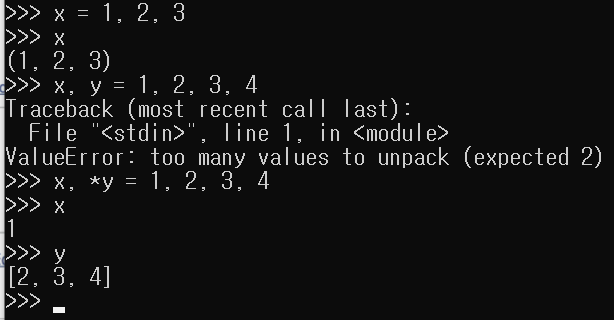 >>> x = 1, 2, 3
>>> x
(1, 2, 3)
>>> x, y = 1, 2, 3, 4
Traceback (most recent call last):
  File "<stdin>", line 1, in <module>
ValueError: too many values to unpack (expected 2)
>>> x, *y = 1, 2, 3, 4
>>> x
1
>>> y
[2, 3, 4]
>>>